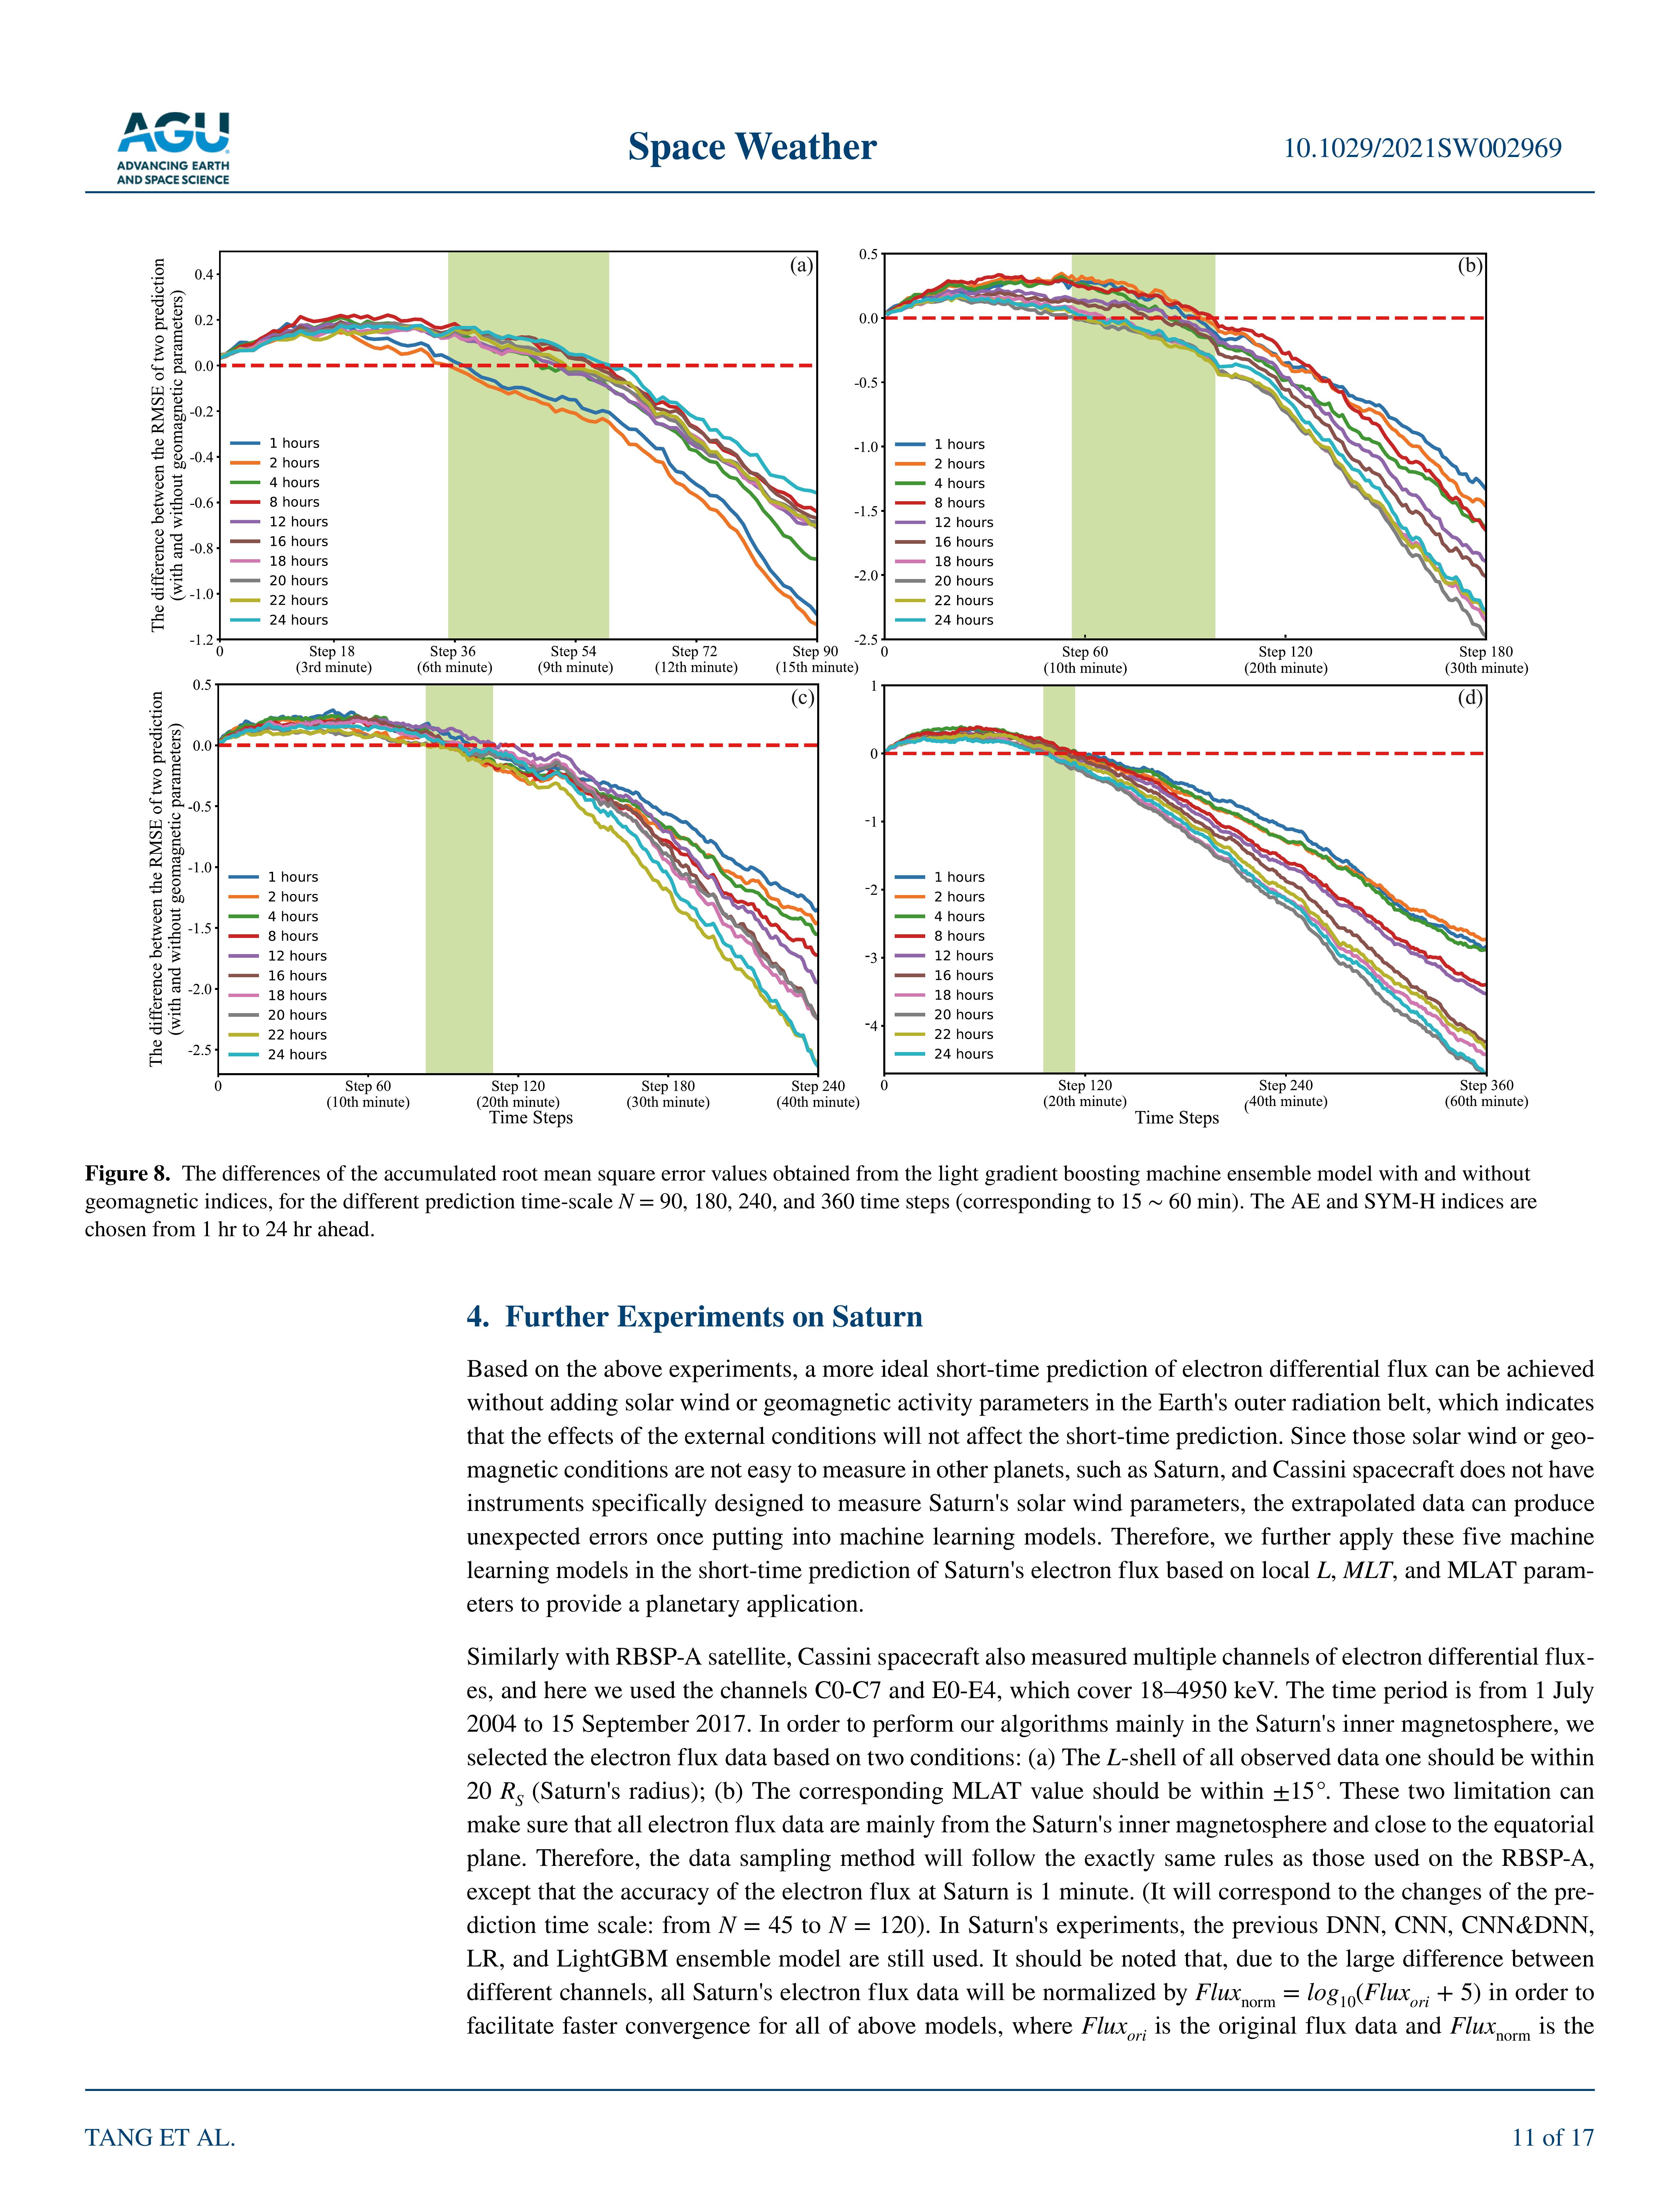 AGU
ADVANCING EARTH
AND SPACE SCIENCE
Space Weather
10.1029/2021SW002969
The difference between the RMSE of two prediction
(with and without geomagnetic parameters)
(a)
0.4
0.2
0.0
-0.2
-0.4
-0.6
-0.8
-1.0
-1.2
1 hours
2 hours
4 hours
8 hours
12 hours
16 hours
18 hours
20 hours
22 hours
24 hours
0 Step 18 Step 36 Step 54 Step 72 Step 90
(3rd minute) (6th minute) (9th minute) (12th minute) (15th minute)
(b)
0.5
0.0
-0.5
-1.0
-1.5
-2.0
-2.5
1 hours
2 hours
4 hours
8 hours
12 hours
16 hours
18 hours
20 hours
22 hours
24 hours
0 Step 60 Step 120 Step 180
(10th minute) (20th minute) (30th minute)
The difference between the RMSE of two prediction
(with and without geomagnetic parameters)
(c)
0.5
0.0
-0.5
-1.0
-1.5
-2.0
-2.5
1 hours
2 hours
4 hours
8 hours
12 hours
16 hours
18 hours
20 hours
22 hours
24 hours
0 Step 60 Step 120 Step 180 Step 240
(10th minute) (20th minute) (30th minute) (40th minute)
Time Steps
(d)
1
0
-1
-2
-3
-4
1 hours
2 hours
4 hours
8 hours
12 hours
16 hours
18 hours
20 hours
22 hours
24 hours
0 Step 120 Step 240 Step 360
(20th minute) (40th minute) (60th minute)
Time Steps
Figure 8. The differences of the accumulated root mean square error values obtained from the light gradient boosting machine ensemble model with and without
geomagnetic indices, for the different prediction time-scale N = 90, 180, 240, and 360 time steps (corresponding to 15 ~ 60 min). The AE and SYM-H indices are
chosen from 1 hr to 24 hr ahead.
4. Further Experiments on Saturn
Based on the above experiments, a more ideal short-time prediction of electron differential flux can be achieved
without adding solar wind or geomagnetic activity parameters in the Earth's outer radiation belt, which indicates
that the effects of the external conditions will not affect the short-time prediction. Since those solar wind or geo-
magnetic conditions are not easy to measure in other planets, such as Saturn, and Cassini spacecraft does not have
instruments specifically designed to measure Saturn's solar wind parameters, the extrapolated data can produce
unexpected errors once putting into machine learning models. Therefore, we further apply these five machine
learning models in the short-time prediction of Saturn's electron flux based on local L, MLT, and MLAT param-
eters to provide a planetary application.
Similarly with RBSP-A satellite, Cassini spacecraft also measured multiple channels of electron differential flux-
es, and here we used the channels C0-C7 and E0-E4, which cover 18–4950 keV. The time period is from 1 July
2004 to 15 September 2017. In order to perform our algorithms mainly in the Saturn's inner magnetosphere, we
selected the electron flux data based on two conditions: (a) The L-shell of all observed data one should be within
20 R_S (Saturn's radius); (b) The corresponding MLAT value should be within ±15°. These two limitation can
make sure that all electron flux data are mainly from the Saturn's inner magnetosphere and close to the equatorial
plane. Therefore, the data sampling method will follow the exactly same rules as those used on the RBSP-A,
except that the accuracy of the electron flux at Saturn is 1 minute. (It will correspond to the changes of the pre-
diction time scale: from N = 45 to N = 120). In Saturn's experiments, the previous DNN, CNN, CNN&DNN,
LR, and LightGBM ensemble model are still used. It should be noted that, due to the large difference between
different channels, all Saturn's electron flux data will be normalized by Flux_norm = log_10(Flux_ori + 5) in order to
facilitate faster convergence for all of above models, where Flux_ori is the original flux data and Flux_norm is the
TANG ET AL.
11 of 17